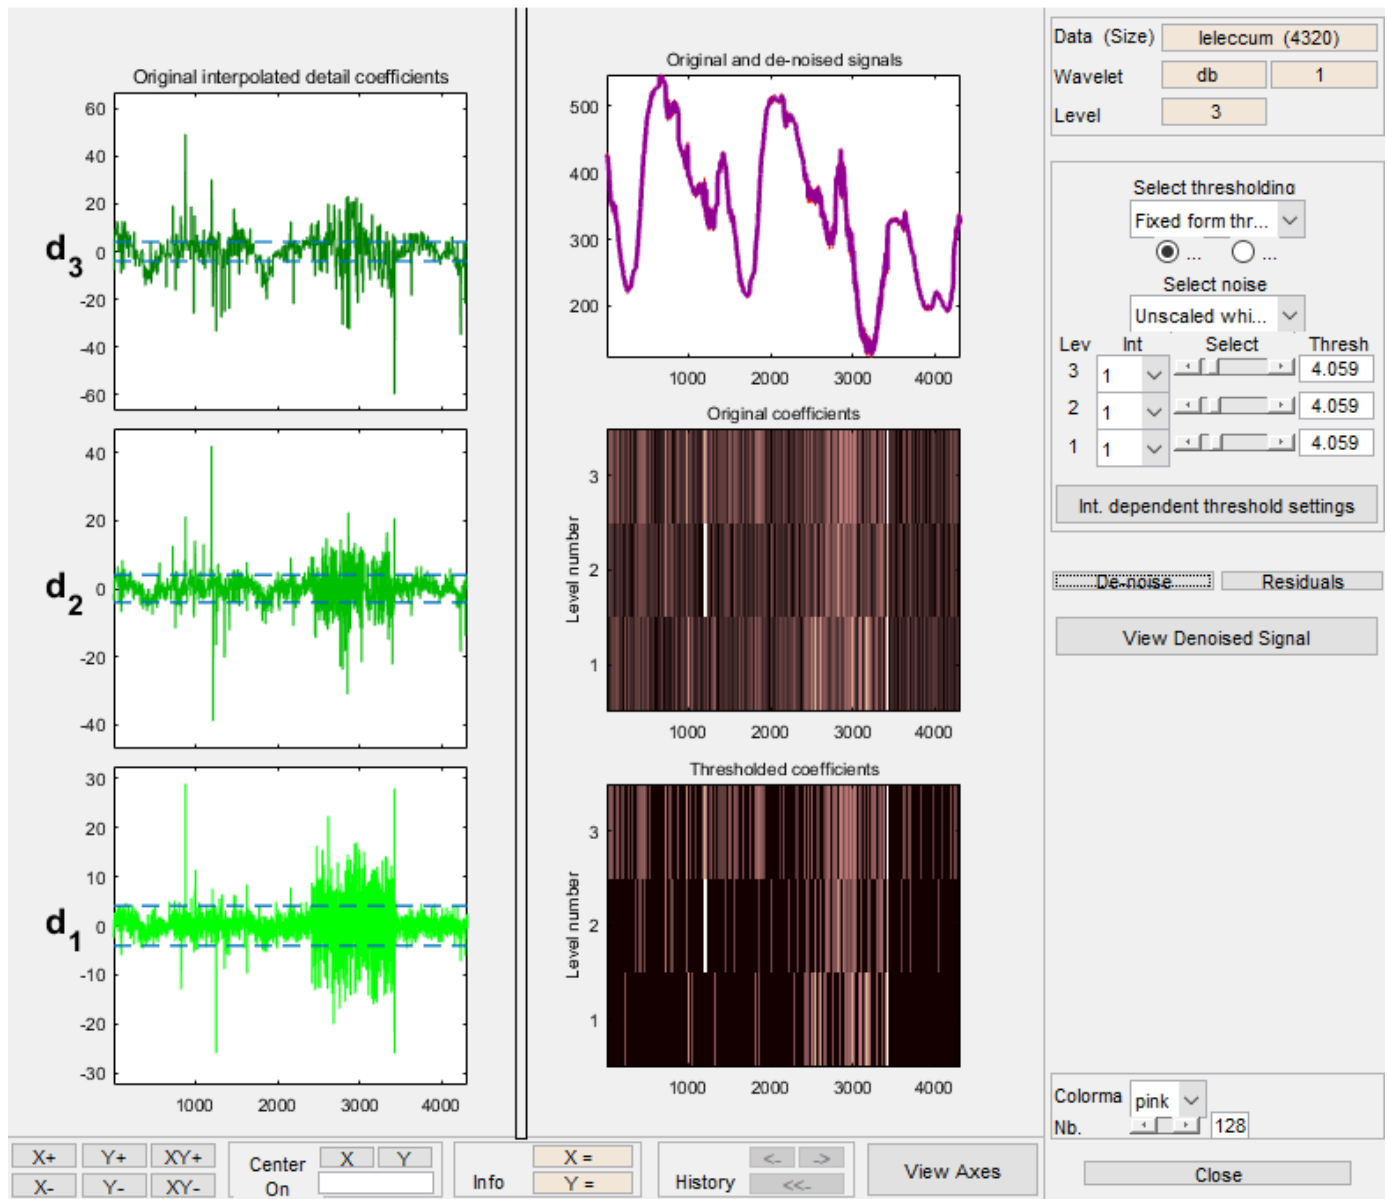 Original interpolated detail coefficients
60
40
20
0
-20
-40
-60
d3
40
20
0
-20
-40
d2
30
20
10
0
-10
-20
-30
d1
1000 2000 3000 4000
Original and de-noised signals
500
400
300
200
1000 2000 3000 4000
Original coefficients
3
2
1
Level number
1000 2000 3000 4000
Thresholded coefficients
3
2
1
Level number
1000 2000 3000 4000
Data (Size) leleccum (4320)
Wavelet db 1
Level 3
Select thresholding
Fixed form thr...
... ...
Select noise
Unscaled whi...
Lev Int Select Thresh
3 1 4.059
2 1 4.059
1 1 4.059
Int. dependent threshold settings
De-noise Residuals
View Denoised Signal
Colorma pink
Nb. 128
Close
X+ Y+ XY+
X- Y- XY-
Center On X Y
Info X = Y =
History <- -> <<-
View Axes